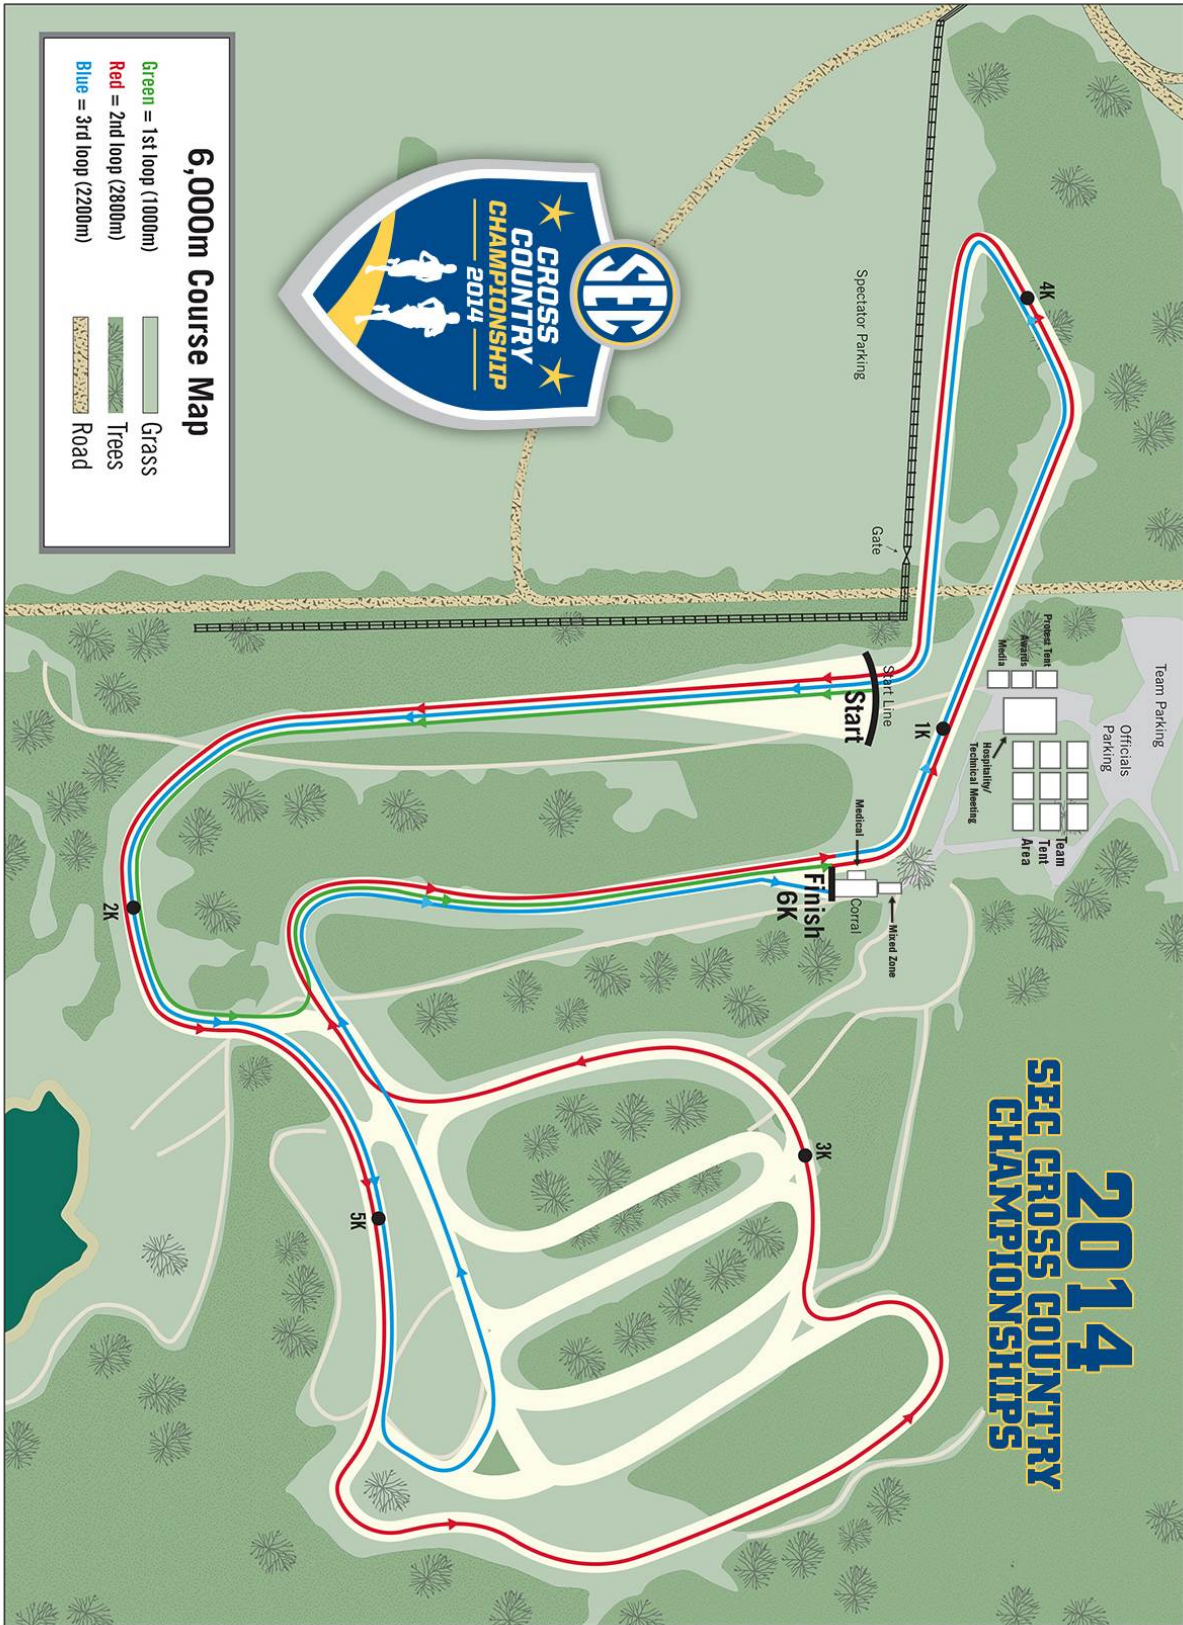 2014
SEC CROSS COUNTRY
CHAMPIONSHIPS
Team Parking
Officials
Parking
Protest Tent
Awards
Media
Hospitality/
Technical Meeting
Team
Tent
Area
4K
Spectator Parking
Gate
Start Line
Start
1K
Medical
Mixed Zone
Corral
Finish
6K
3K
2K
5K
SEC
CROSS
COUNTRY
CHAMPIONSHIP
2014
6,000m Course Map
Green = 1st loop (1000m)
Red = 2nd loop (2800m)
Blue = 3rd loop (2200m)
Grass
Trees
Road